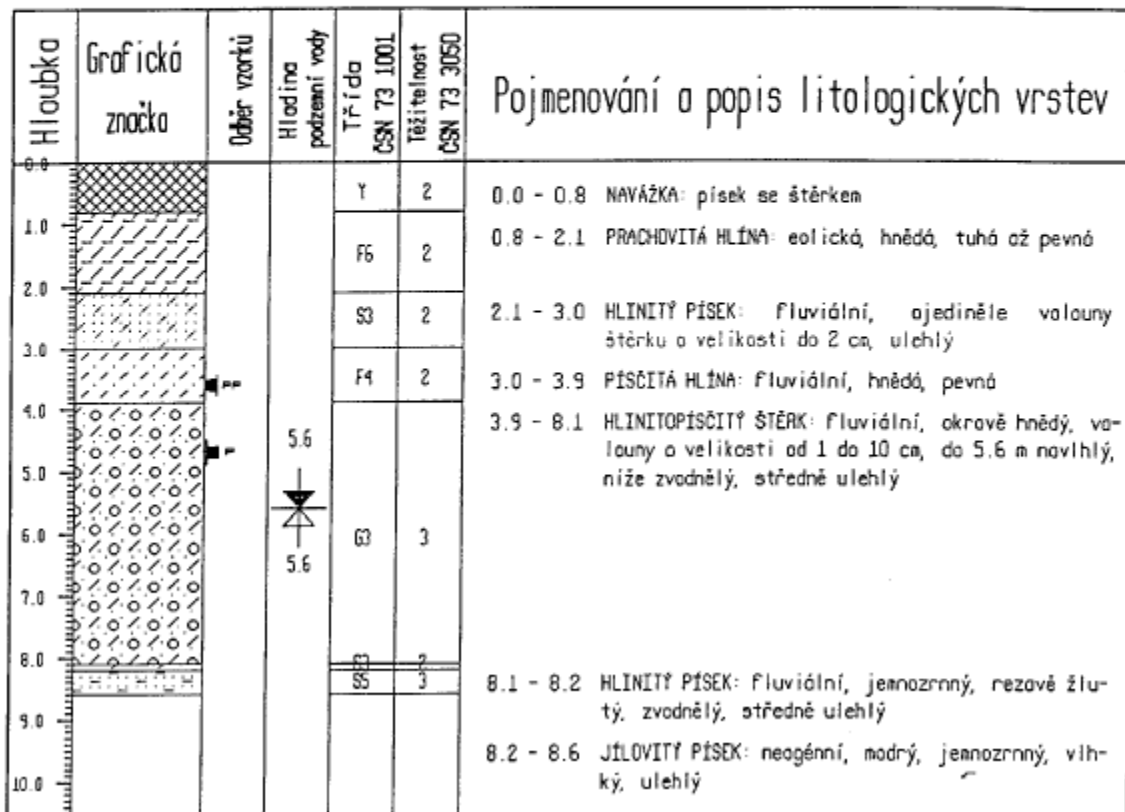 Hloubka
Grafická
značka
Odběr vzorků
Hladina
podzemní vody
Třída
ČSN 73 1001
Těžitelnost
ČSN 73 3050
Pojmenování a popis litologických vrstev
0.0
1.0
2.0
3.0
4.0
5.0
6.0
7.0
8.0
9.0
10.0
PP
P
5.6
5.6
Y 2
F6 2
S3 2
F4 2
G3 3
S3 2
S5 3
0.0 - 0.8 NAVÁŽKA: písek se štěrkem
0.8 - 2.1 PRACHOVITÁ HLÍNA: eolická, hnědá, tuhá až pevná
2.1 - 3.0 HLINITÝ PÍSEK: fluviální, ojediněle valouny
štěrku o velikosti do 2 cm, ulehlý
3.0 - 3.9 PÍSČITÁ HLÍNA: fluviální, hnědá, pevná
3.9 - 8.1 HLINITOPÍSČITÝ ŠTĚRK: fluviální, okrově hnědý, va-
louny o velikosti od 1 do 10 cm, do 5.6 m navlhlý,
níže zvodnělý, středně ulehlý
8.1 - 8.2 HLINITÝ PÍSEK: fluviální, jemnozrnný, rezavě žlu-
tý, zvodnělý, středně ulehlý
8.2 - 8.6 JÍLOVITÝ PÍSEK: neogénní, modrý, jemnozrnný, vlh-
ký, ulehlý